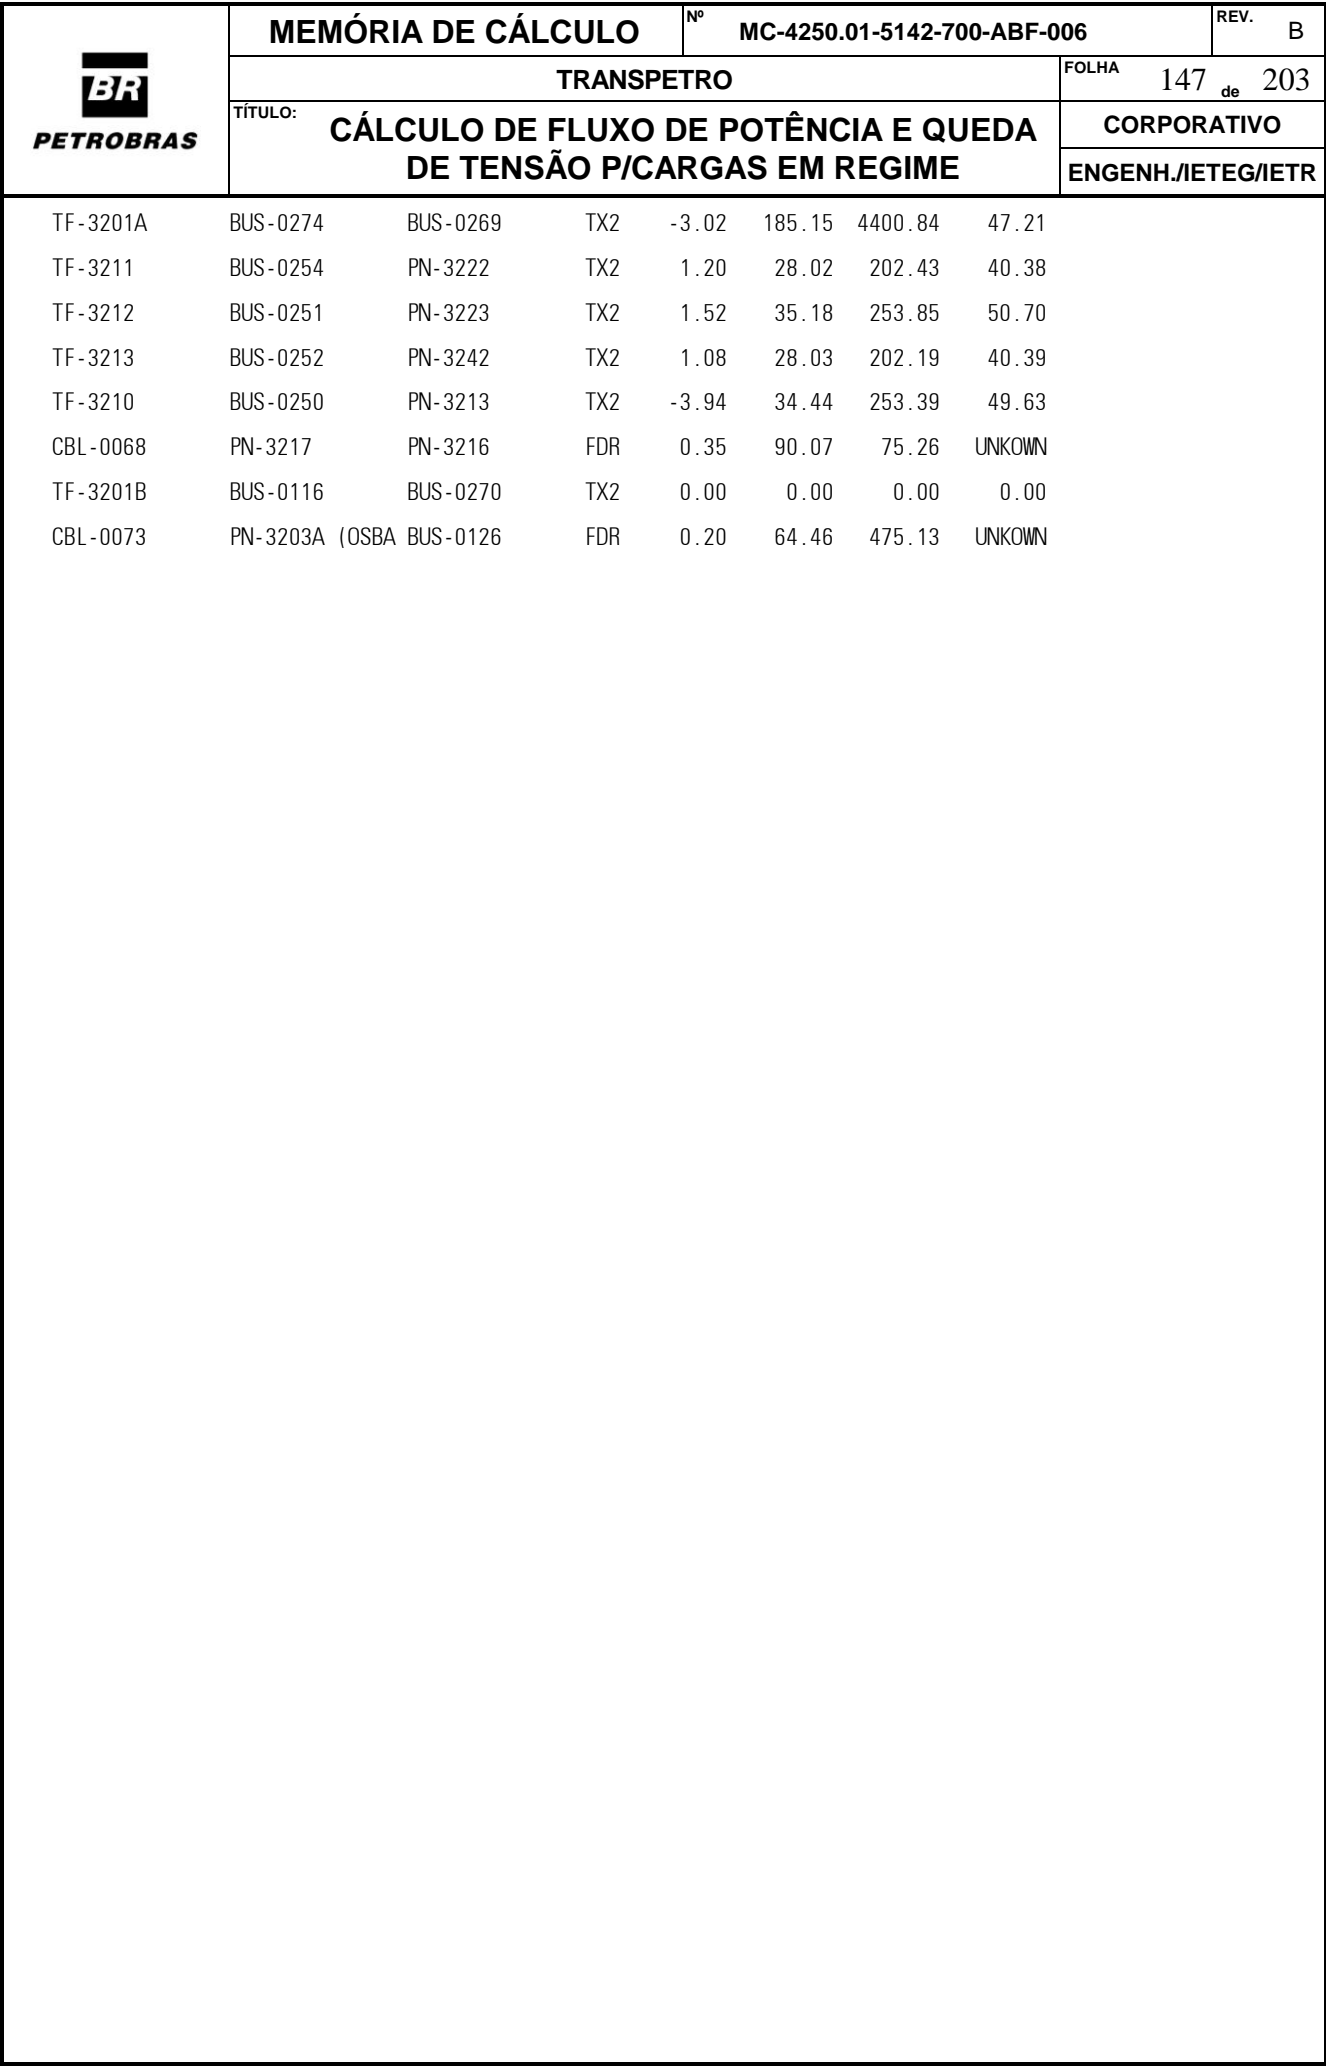 BR
PETROBRAS
MEMÓRIA DE CÁLCULO
Nº MC-4250.01-5142-700-ABF-006
REV. B
TRANSPETRO
FOLHA 147 de 203
TÍTULO:
CÁLCULO DE FLUXO DE POTÊNCIA E QUEDA
DE TENSÃO P/CARGAS EM REGIME
CORPORATIVO
ENGENH./IETEG/IETR
TF-3201A BUS-0274 BUS-0269 TX2 -3.02 185.15 4400.84 47.21
TF-3211 BUS-0254 PN-3222 TX2 1.20 28.02 202.43 40.38
TF-3212 BUS-0251 PN-3223 TX2 1.52 35.18 253.85 50.70
TF-3213 BUS-0252 PN-3242 TX2 1.08 28.03 202.19 40.39
TF-3210 BUS-0250 PN-3213 TX2 -3.94 34.44 253.39 49.63
CBL-0068 PN-3217 PN-3216 FDR 0.35 90.07 75.26 UNKOWN
TF-3201B BUS-0116 BUS-0270 TX2 0.00 0.00 0.00 0.00
CBL-0073 PN-3203A (OSBA BUS-0126 FDR 0.20 64.46 475.13 UNKOWN